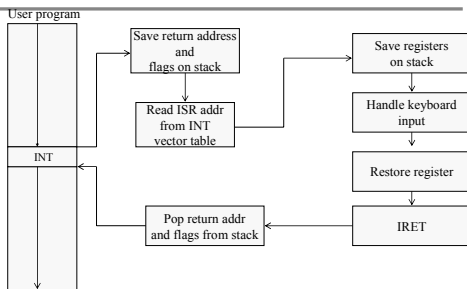 User program
Save return address
and
flags on stack
Read ISR addr
from INT
vector table
Save registers
on stack
Handle keyboard
input
INT
Restore register
Pop return addr
and flags from stack
IRET